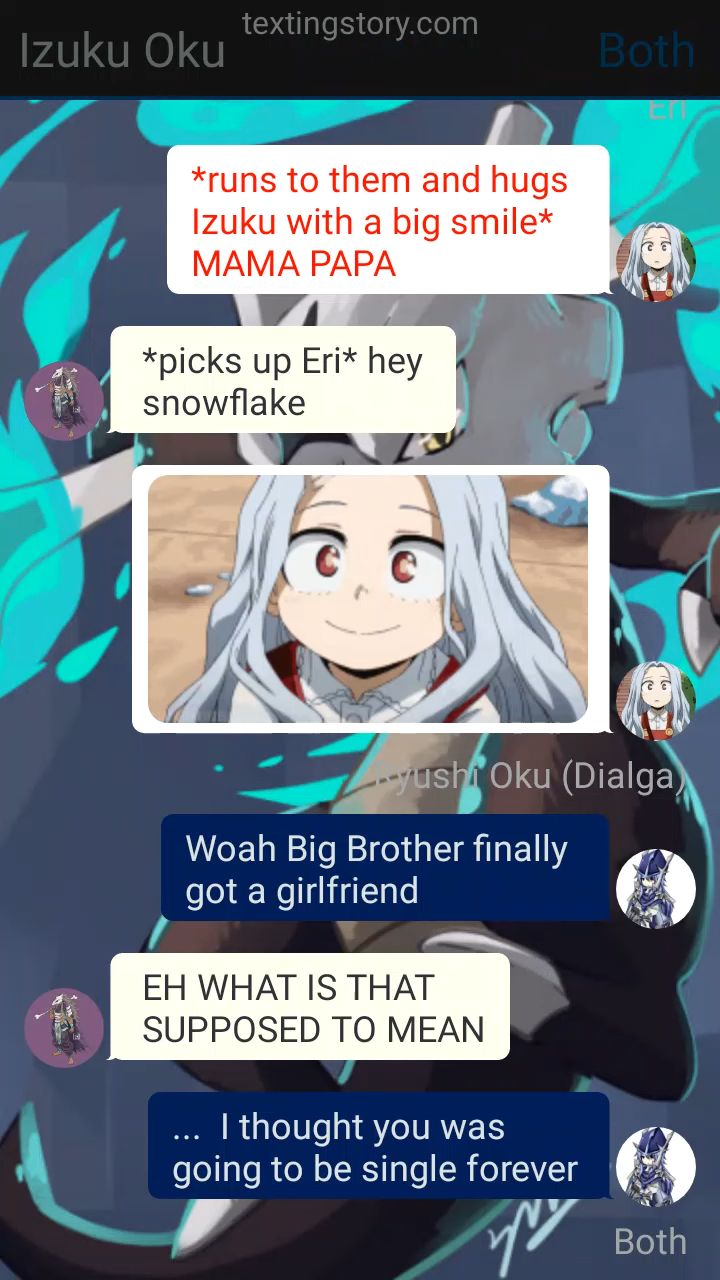 textingstory.com
Izuku Oku
Both
Eri
*runs to them and hugs
Izuku with a big smile*
MAMA PAPA
*picks up Eri* hey
snowflake
Ryushi Oku (Dialga)
Woah Big Brother finally
got a girlfriend
EH WHAT IS THAT
SUPPOSED TO MEAN
... I thought you was
going to be single forever
Both